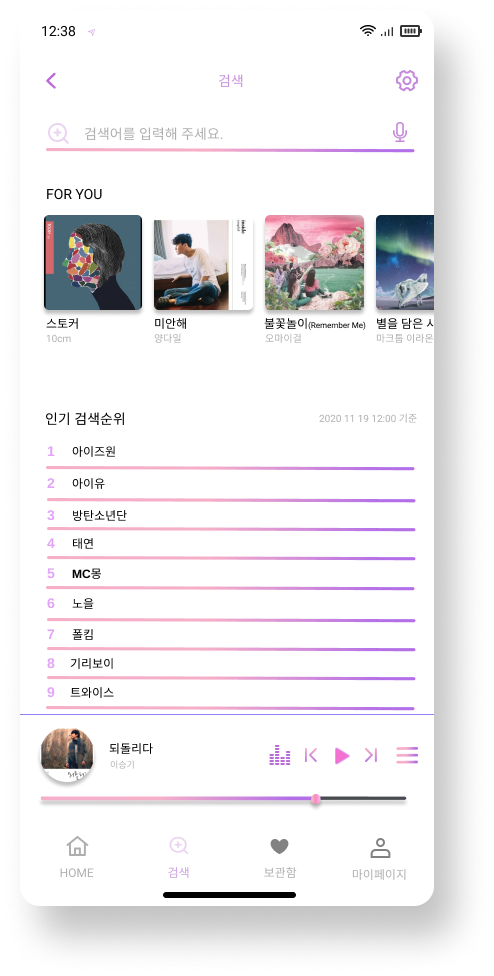 12:38
검색
검색어를 입력해 주세요.
FOR YOU
inside
스토커
미안해
불꽃놀이(Remember Me)
별을 담은 시
10cm
양다일
오마이걸
마크툽 이라온
인기 검색순위
2020 11 19 12:00 기준
1 아이즈원
2 아이유
3 방탄소년단
4 태연
5 MC몽
6 노을
7 폴킴
8 기리보이
9 트와이스
되돌리다
이승기
HOME
검색
보관함
마이페이지